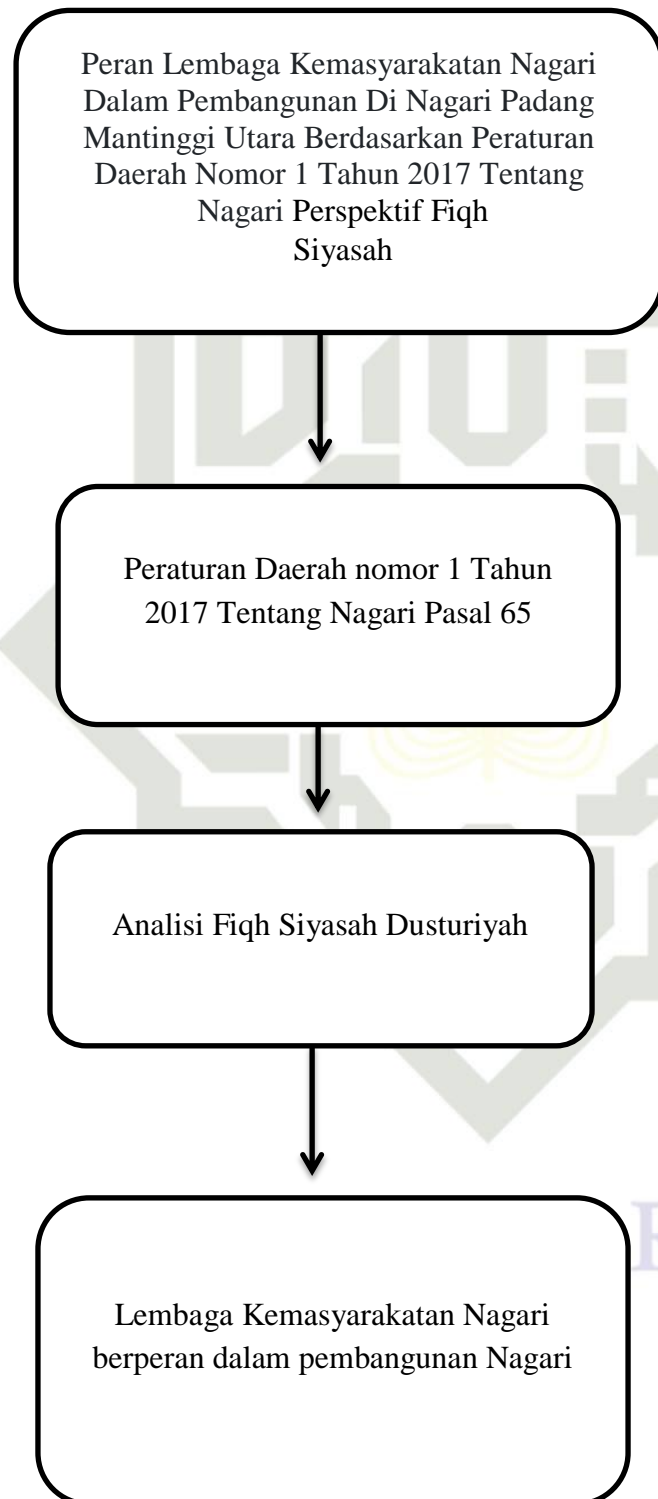 Peran Lembaga Kemasyarakatan Nagari
Dalam Pembangunan Di Nagari Padang
Mantinggi Utara Berdasarkan Peraturan
Daerah Nomor 1 Tahun 2017 Tentang
Nagari Perspektif Fiqh
Siyasah
Peraturan Daerah nomor 1 Tahun
2017 Tentang Nagari Pasal 65
Analisi Fiqh Siyasah Dusturiyah
Lembaga Kemasyarakatan Nagari
berperan dalam pembangunan Nagari